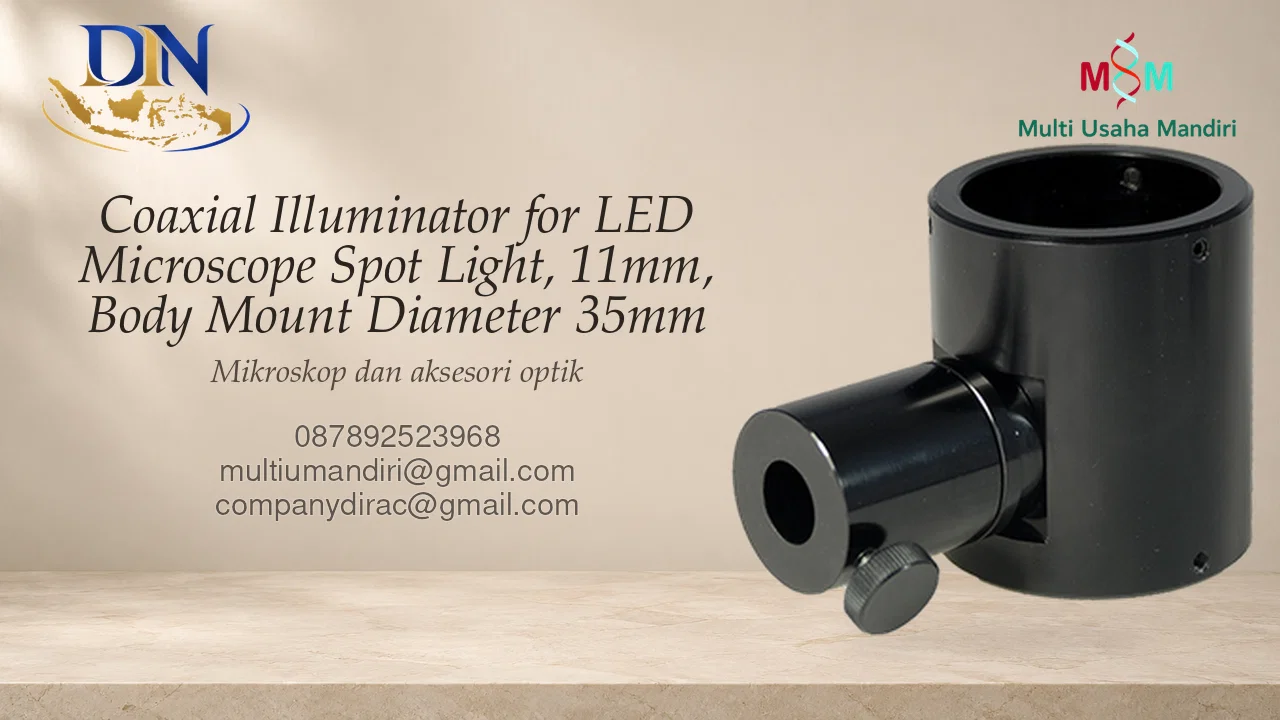 DN
M M
Multi Usaha Mandiri
Coaxial Illuminator for LED
Microscope Spot Light, 11mm,
Body Mount Diameter 35mm
Mikroskop dan aksesori optik
087892523968
multiumandiri@gmail.com
companydirac@gmail.com